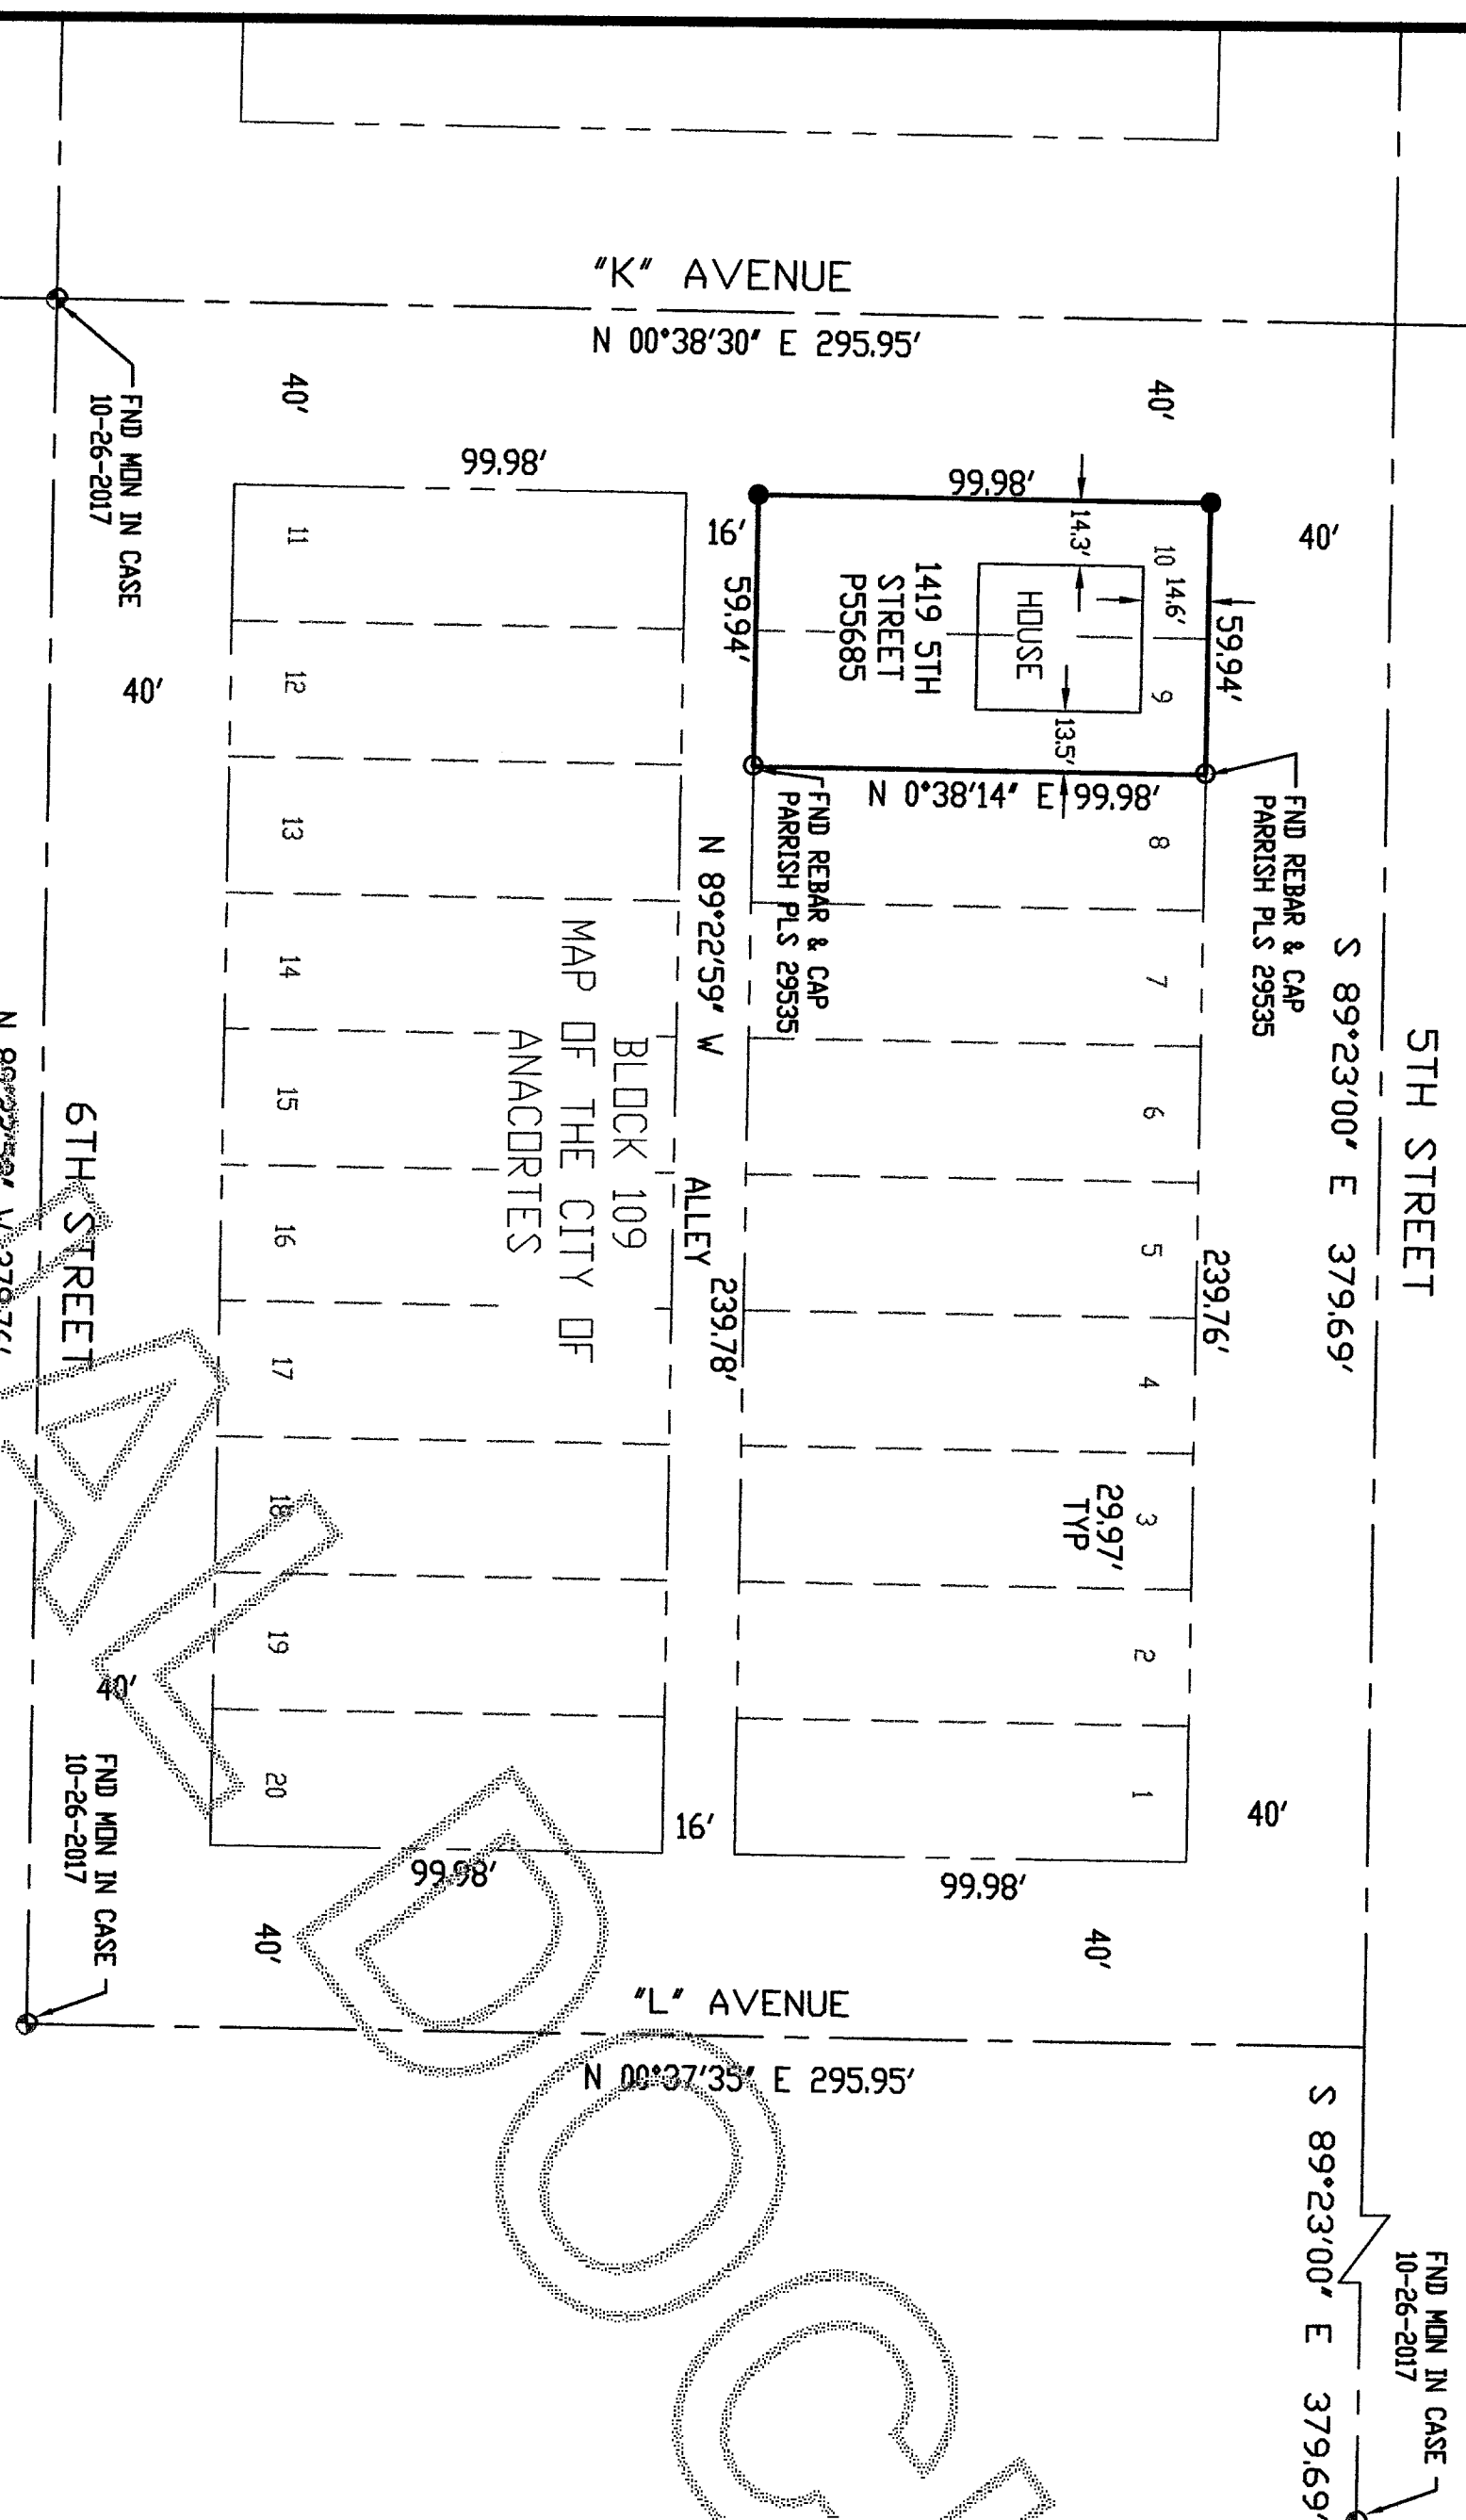 5TH STREET
S 89°23'00" E 379.69'
S 89°23'00" E 379.69'
FND MON IN CASE
10-26-2017
40'
40'
FND REBAR & CAP
PARRISH PLS 29535
59.94'
239.76'
"K" AVENUE
N 00°38'30" E 295.95'
40'
40'
99.98'
10
14.6'
9
14.3'
HOUSE
13.5'
1419 5TH
STREET
P55685
N 0°38'14" E 99.98'
8
7
6
5
4
3
29.97'
TYP
2
1
99.98'
40'
FND REBAR & CAP
PARRISH PLS 29535
59.94'
16'
N 89°22'59" W
ALLEY
239.78'
16'
BLOCK 109
MAP OF THE CITY OF
ANACORTES
99.98'
11
12
13
14
15
16
17
18
19
20
99.98'
40'
"L" AVENUE
N 00°37'35" E 295.95'
40'
40'
FND MON IN CASE
10-26-2017
FND MON IN CASE
10-26-2017
6TH STREET
AL DOC